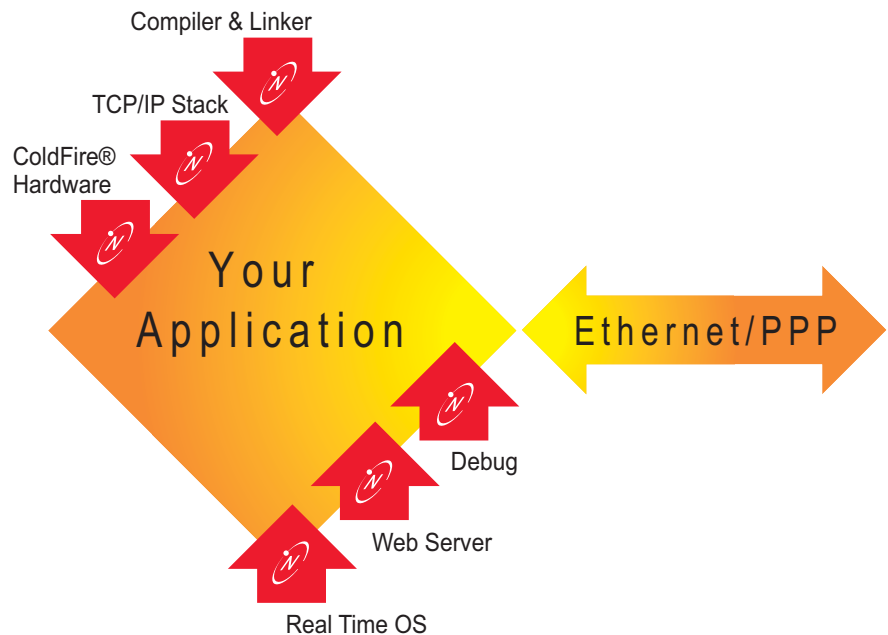 Compiler & Linker
TCP/IP Stack
ColdFire®
Hardware
Your
Application
Ethernet/PPP
Debug
Web Server
Real Time OS
N
N
N
N
N
N